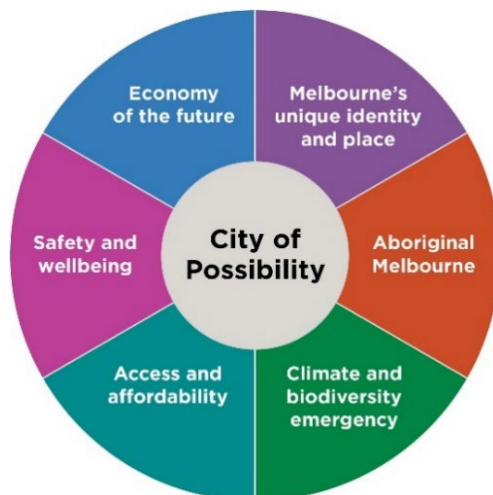 Economy
of the future
Melbourne's
unique identity
and place
Safety and
wellbeing
City of
Possibility
Aboriginal
Melbourne
Access and
affordability
Climate and
biodiversity
emergency